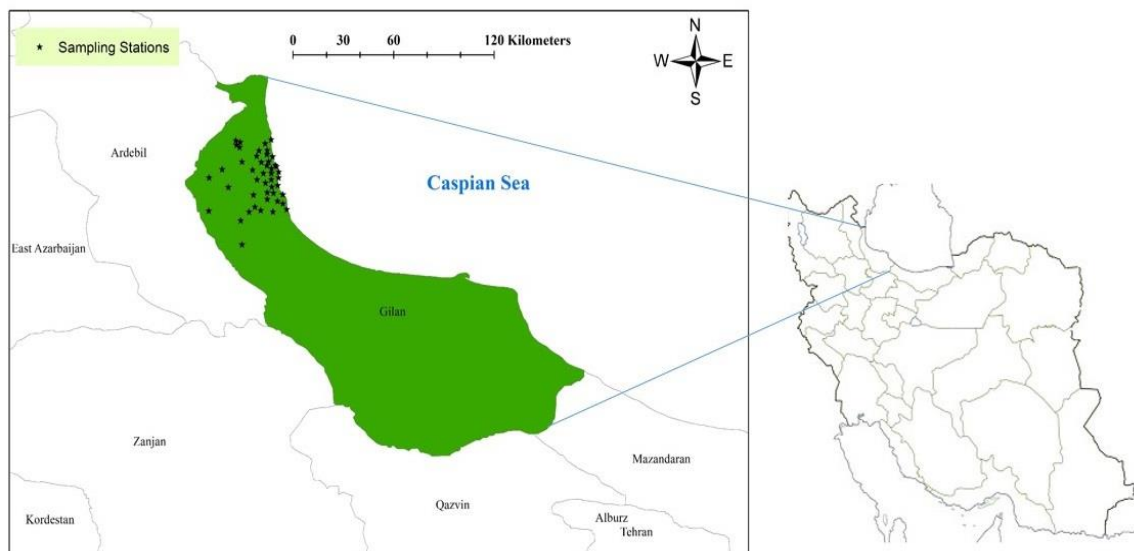 ★ Sampling Stations
0 30 60 120 Kilometers
N
W E
S
Ardebil
Caspian Sea
East Azarbaijan
Gilan
Zanjan
Mazandaran
Qazvin
Kordestan
Alburz
Tehran